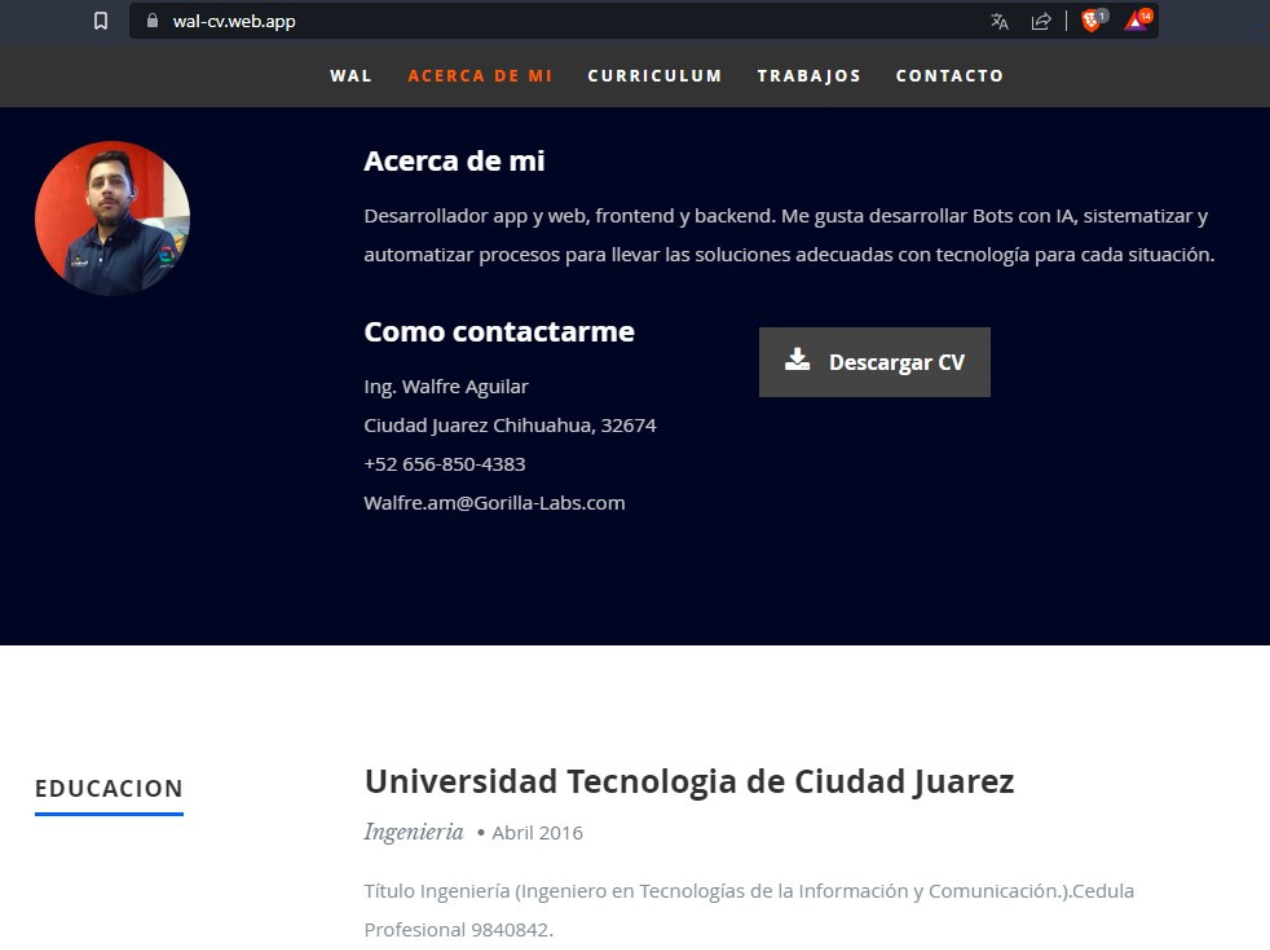 wal-cv.web.app
1
14
WAL ACERCA DE MI CURRICULUM TRABAJOS CONTACTO
Acerca de mi
Desarrollador app y web, frontend y backend. Me gusta desarrollar Bots con IA, sistematizar y
automatizar procesos para llevar las soluciones adecuadas con tecnología para cada situación.
Como contactarme
Descargar CV
Ing. Walfre Aguilar
Ciudad Juarez Chihuahua, 32674
+52 656-850-4383
Walfre.am@Gorilla-Labs.com
EDUCACION
Universidad Tecnologia de Ciudad Juarez
Ingenieria • Abril 2016
Título Ingeniería (Ingeniero en Tecnologías de la Información y Comunicación.).Cedula
Profesional 9840842.